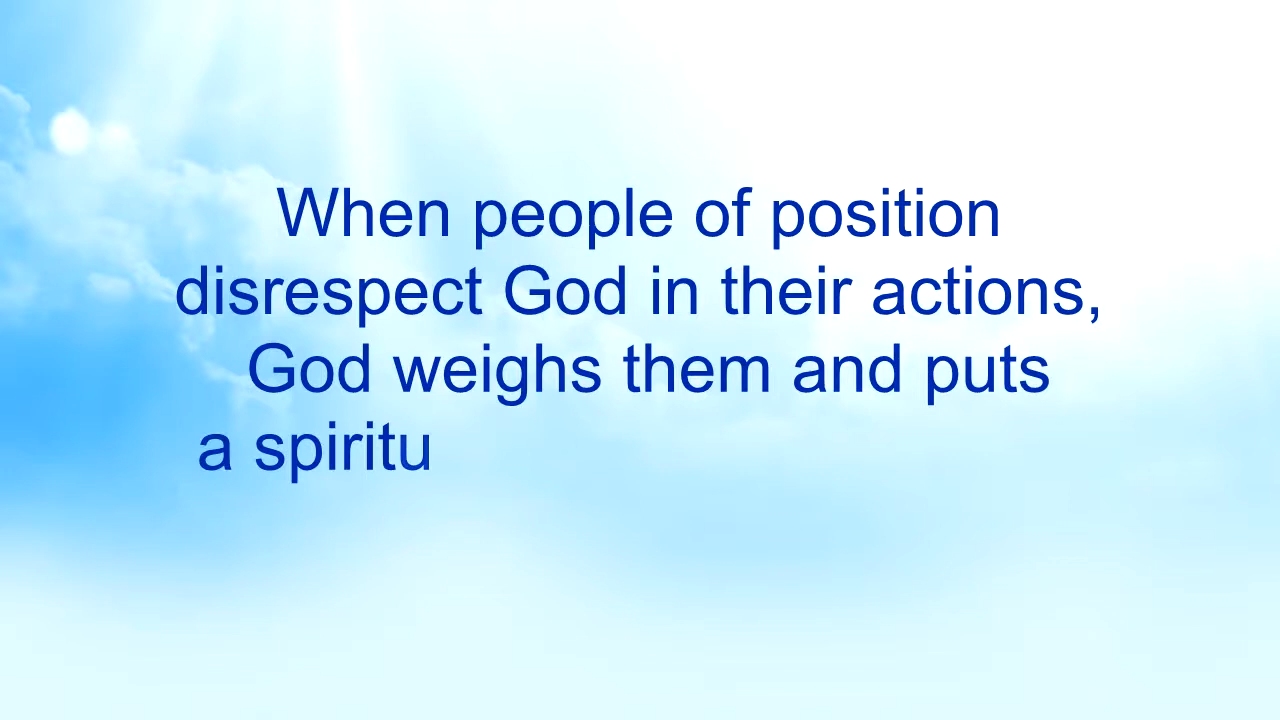 When people of position
disrespect God in their actions,
God weighs them and puts
a spiritu